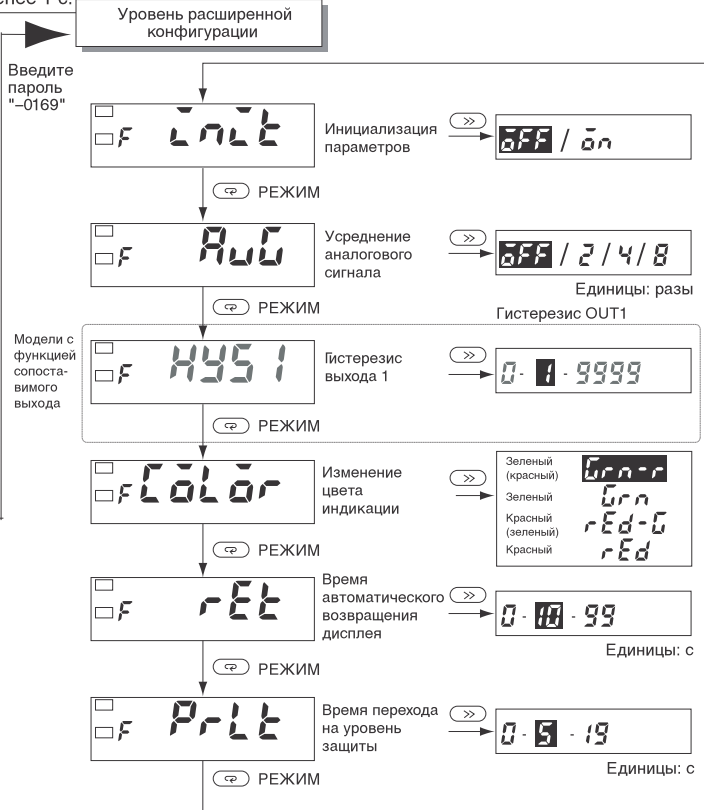 Уровень расширенной
конфигурации
Введите
пароль
"–0169"
F init
Инициализация
параметров
oFF / on
РЕЖИМ
F AvG
Усреднение
аналогового
сигнала
oFF / 2 / 4 / 8
Единицы: разы
РЕЖИМ
Гистерезис OUT1
Модели с
функцией
сопоста-
вимого
выхода
F HYS1
Гистерезис
выхода 1
0 - 1 - 9999
РЕЖИМ
F CoLor
Изменение
цвета
индикации
Зеленый
(красный)
Grn-r
Зеленый
Grn
Красный
(зеленый)
rEd-G
Красный
rEd
РЕЖИМ
F rEt
Время
автоматического
возвращения
дисплея
0 - 10 - 99
Единицы: с
РЕЖИМ
F PrLt
Время перехода
на уровень
защиты
0 - 5 - 19
Единицы: с
РЕЖИМ